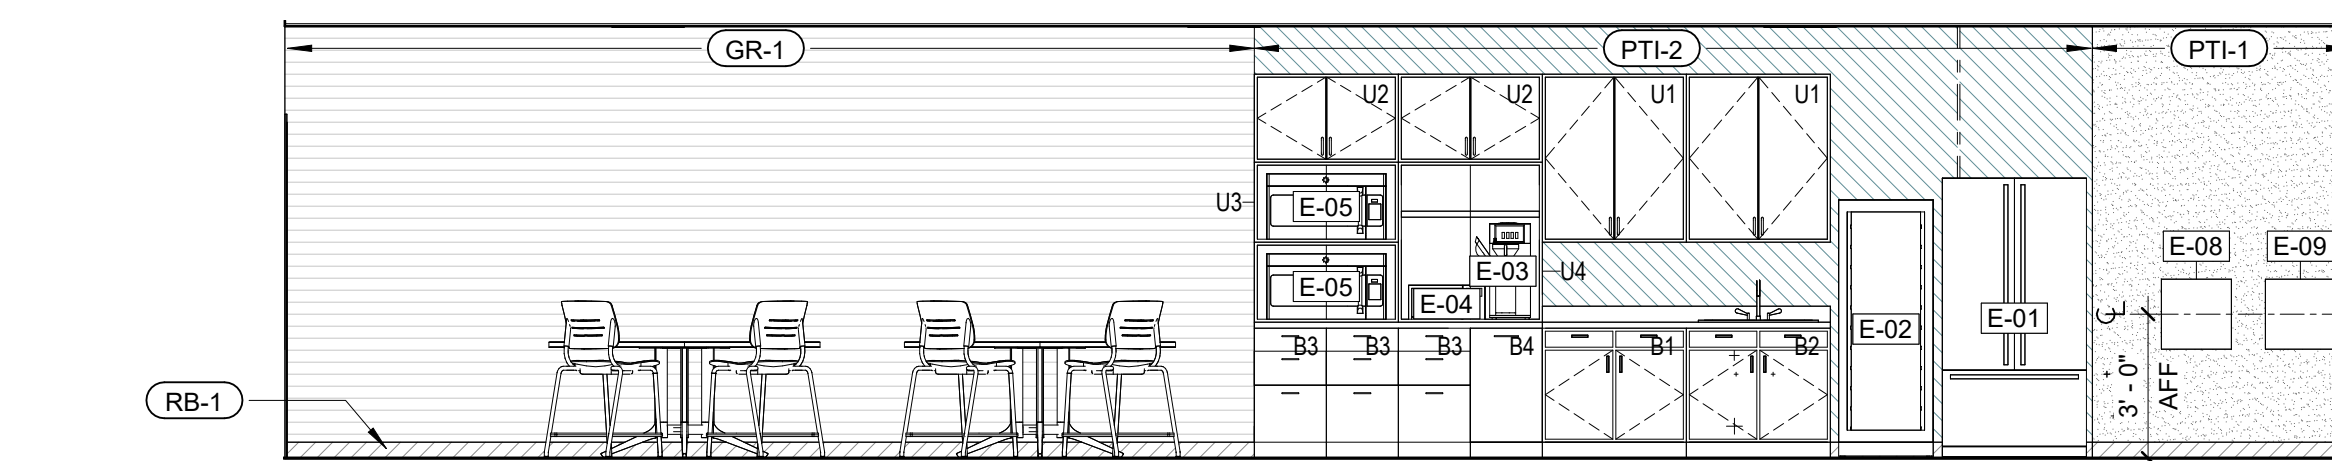 GR-1
PTI-2
PTI-1
U2
U2
U1
U1
U3
E-05
E-08
E-09
E-03
U4
E-05
E-04
E-01
E-02
CL
B3
B3
B3
B4
B1
B2
3' - 0"
AFF
RB-1